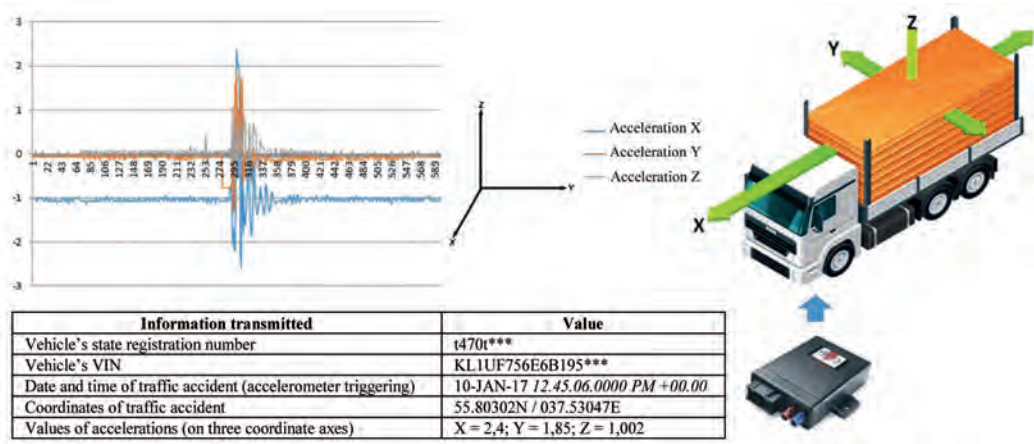 3
2
1
0
-1
-2
-3
1 22 43 64 85 106 127 148 169 190 211 232 253 274 295 316 337 358 379 400 421 442 463 484 505 526 547 568 589
Z
Y
X
Acceleration X
Acceleration Y
Acceleration Z
Z
Y
X
Information transmitted Value
Vehicle’s state registration number t470t***
Vehicle’s VIN KL1UF756E6B195***
Date and time of traffic accident (accelerometer triggering) 10-JAN-17 12.45.06.0000 PM +00.00
Coordinates of traffic accident 55.80302N / 037.53047E
Values of accelerations (on three coordinate axes) X = 2,4; Y = 1,85; Z = 1,002